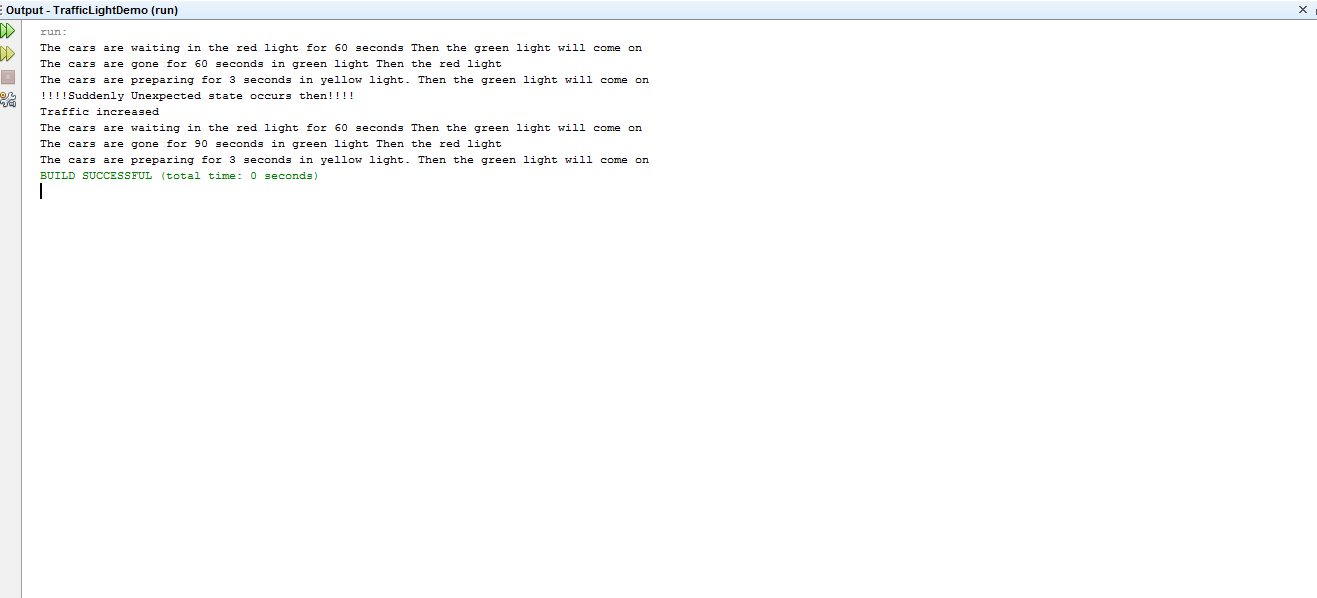 Output - TrafficLightDemo (run)
run:
The cars are waiting in the red light for 60 seconds Then the green light will come on
The cars are gone for 60 seconds in green light Then the red light
The cars are preparing for 3 seconds in yellow light. Then the green light will come on
!!!!Suddenly Unexpected state occurs then!!!!
Traffic increased
The cars are waiting in the red light for 60 seconds Then the green light will come on
The cars are gone for 90 seconds in green light Then the red light
The cars are preparing for 3 seconds in yellow light. Then the green light will come on
BUILD SUCCESSFUL (total time: 0 seconds)